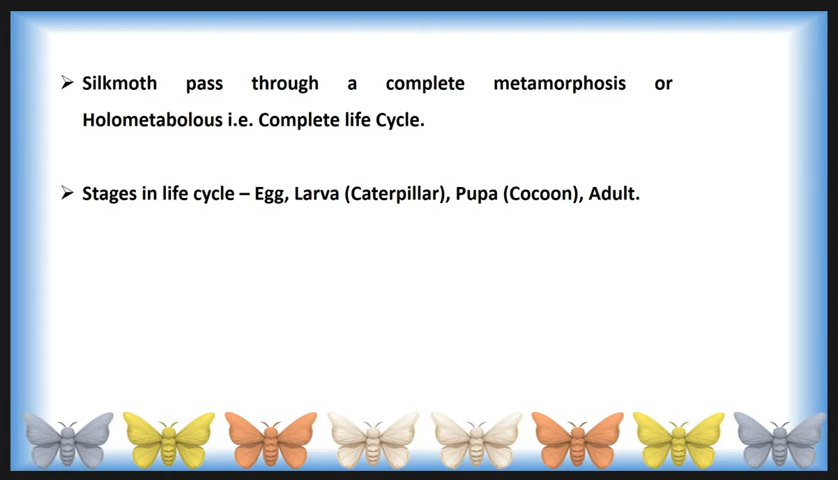 ➢ Silkmoth pass through a complete metamorphosis or
Holometabolous i.e. Complete life Cycle.
➢ Stages in life cycle – Egg, Larva (Caterpillar), Pupa (Cocoon), Adult.